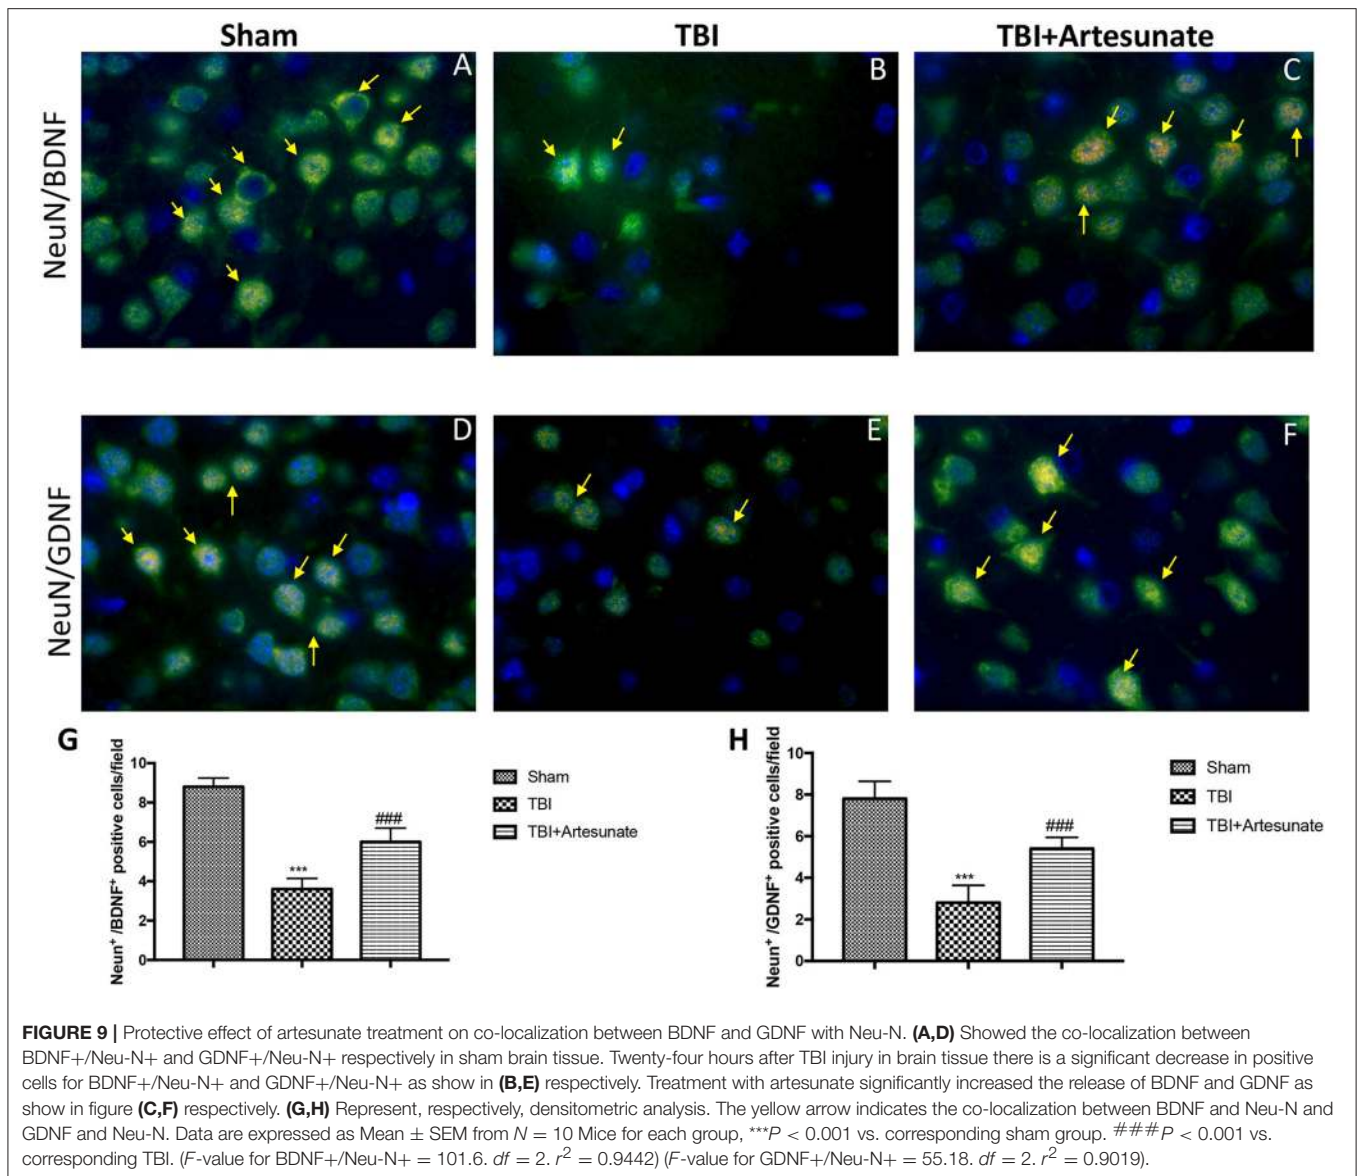 Sham TBI TBI+Artesunate
NeuN/BDNF
A B C
NeuN/GDNF
D E F
G
Neun⁺ /BDNF⁺ positive cells/field
10
8
6
4
2
0
***
###
Sham
TBI
TBI+Artesunate
H
Neun⁺ /GDNF⁺ positive cells/field
10
8
6
4
2
0
***
###
Sham
TBI
TBI+Artesunate
FIGURE 9 | Protective effect of artesunate treatment on co-localization between BDNF and GDNF with Neu-N. (A,D) Showed the co-localization between
BDNF+/Neu-N+ and GDNF+/Neu-N+ respectively in sham brain tissue. Twenty-four hours after TBI injury in brain tissue there is a significant decrease in positive
cells for BDNF+/Neu-N+ and GDNF+/Neu-N+ as show in (B,E) respectively. Treatment with artesunate significantly increased the release of BDNF and GDNF as
show in figure (C,F) respectively. (G,H) Represent, respectively, densitometric analysis. The yellow arrow indicates the co-localization between BDNF and Neu-N and
GDNF and Neu-N. Data are expressed as Mean ± SEM from N = 10 Mice for each group, ***P < 0.001 vs. corresponding sham group. ###P < 0.001 vs.
corresponding TBI. (F-value for BDNF+/Neu-N+ = 101.6. df = 2. r² = 0.9442) (F-value for GDNF+/Neu-N+ = 55.18. df = 2. r² = 0.9019).